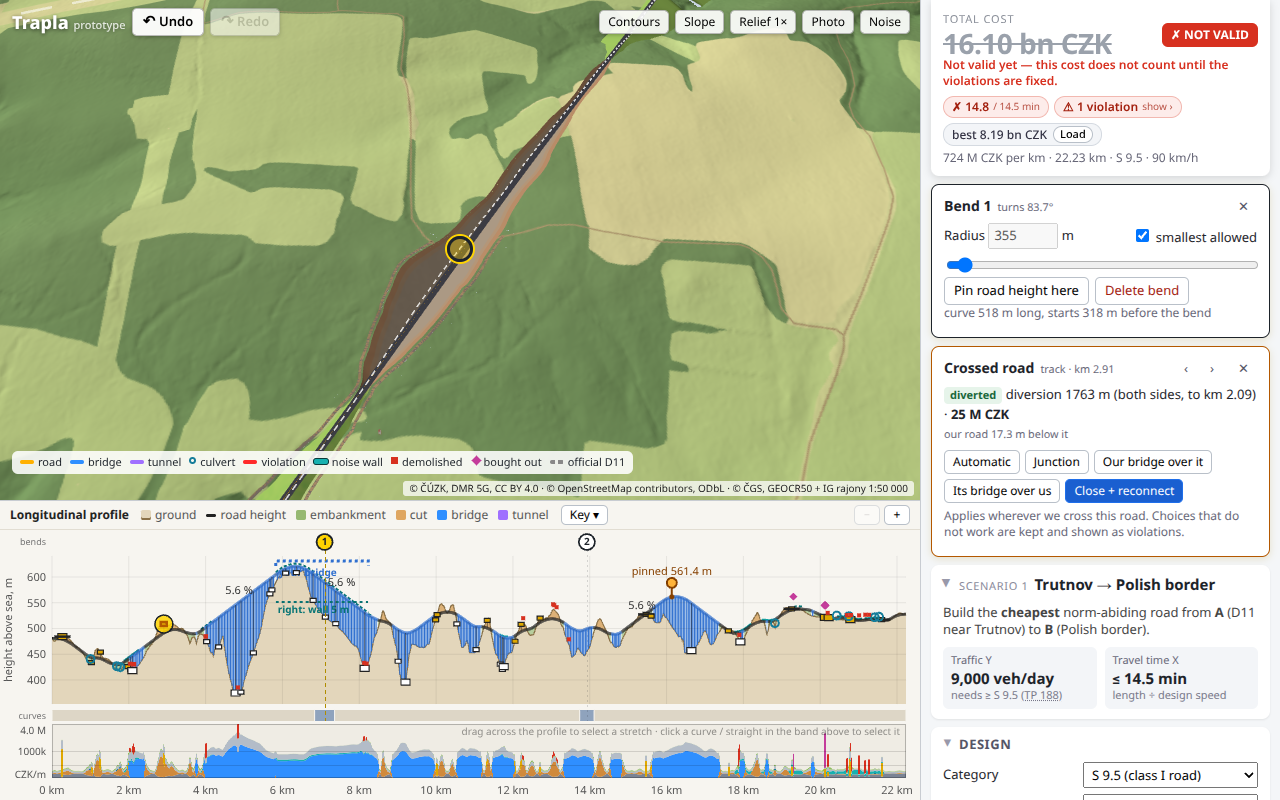 Trapla prototype ↶ Undo ↷ Redo Contours Slope Relief 1× Photo Noise
road bridge tunnel culvert violation noise wall demolished bought out official D11
© ČÚZK, DMR 5G, CC BY 4.0 · © OpenStreetMap contributors, ODbL · © ČGS, GEOCR50 + IG rajony 1:50 000
Longitudinal profile ground road height embankment cut bridge tunnel Key ▾ − +
bends 1 2
height above sea, m
600
550
500
450
400
5.6 %
bridge
5.6 %
right: wall 5 m
5.6 %
pinned 561.4 m
curves
drag across the profile to select a stretch · click a curve / straight in the band above to select it
4.0 M
1000k
CZK/m
0 km 2 km 4 km 6 km 8 km 10 km 12 km 14 km 16 km 18 km 20 km 22 km
TOTAL COST
16.10 bn CZK
✗ NOT VALID
Not valid yet — this cost does not count until the
violations are fixed.
✗ 14.8 / 14.5 min ⚠ 1 violation show ›
best 8.19 bn CZK Load
724 M CZK per km · 22.23 km · S 9.5 · 90 km/h
Bend 1 turns 83.7° ✕
Radius 355 m smallest allowed
Pin road height here Delete bend
curve 518 m long, starts 318 m before the bend
Crossed road track · km 2.91 ‹ › ✕
diverted diversion 1763 m (both sides, to km 2.09)
· 25 M CZK
our road 17.3 m below it
Automatic Junction Our bridge over it
Its bridge over us Close + reconnect
Applies wherever we cross this road. Choices that do
not work are kept and shown as violations.
▼ SCENARIO 1 Trutnov → Polish border
Build the cheapest norm-abiding road from A (D11
near Trutnov) to B (Polish border).
Traffic Y
9,000 veh/day
needs ≥ S 9.5 (TP 188)
Travel time X
≤ 14.5 min
length ÷ design speed
▼ DESIGN
Category S 9.5 (class I road)